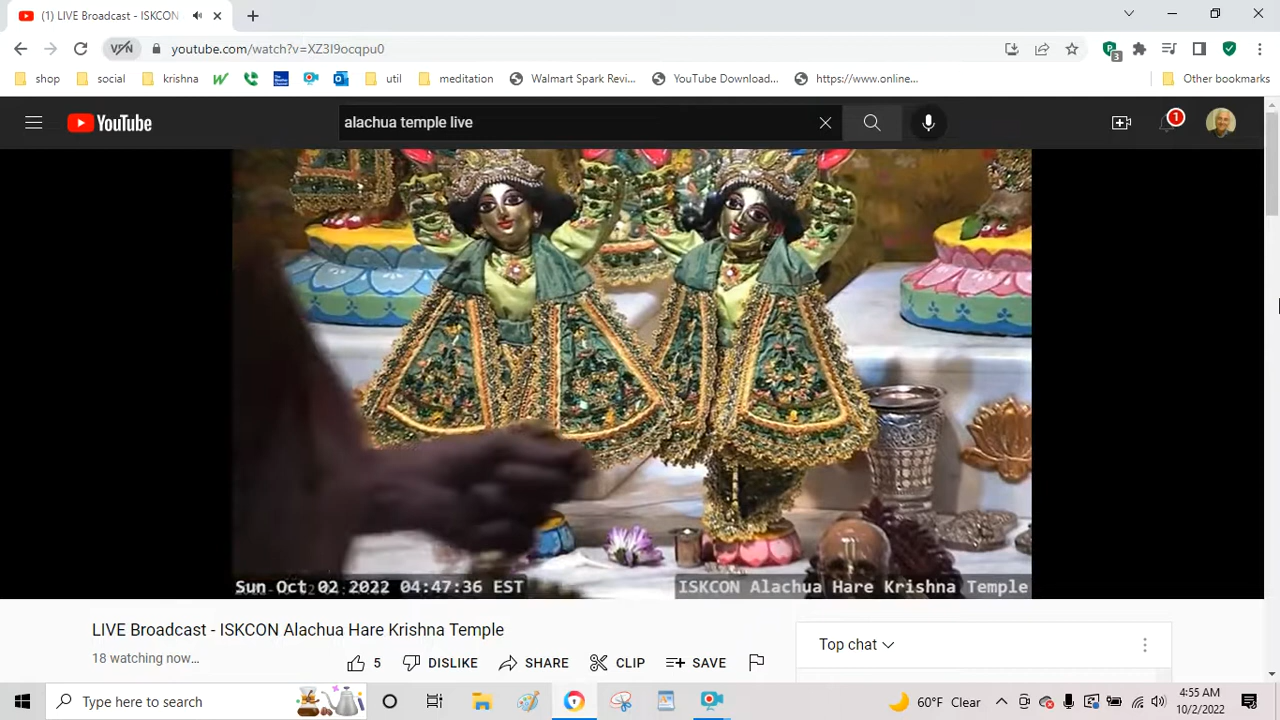 (1) LIVE Broadcast - ISKCON
youtube.com/watch?v=XZ3I9ocqpu0
VPN
3
shop
social
krishna
util
meditation
Walmart Spark Revi...
YouTube Download...
https://www.online...
Other bookmarks
YouTube
alachua temple live
1
Sun Oct 02 2022 04:47:36 EST
ISKCON Alachua Hare Krishna Temple
LIVE Broadcast - ISKCON Alachua Hare Krishna Temple
18 watching now...
5
DISLIKE
SHARE
CLIP
SAVE
Top chat
Type here to search
60°F Clear
4:55 AM
10/2/2022